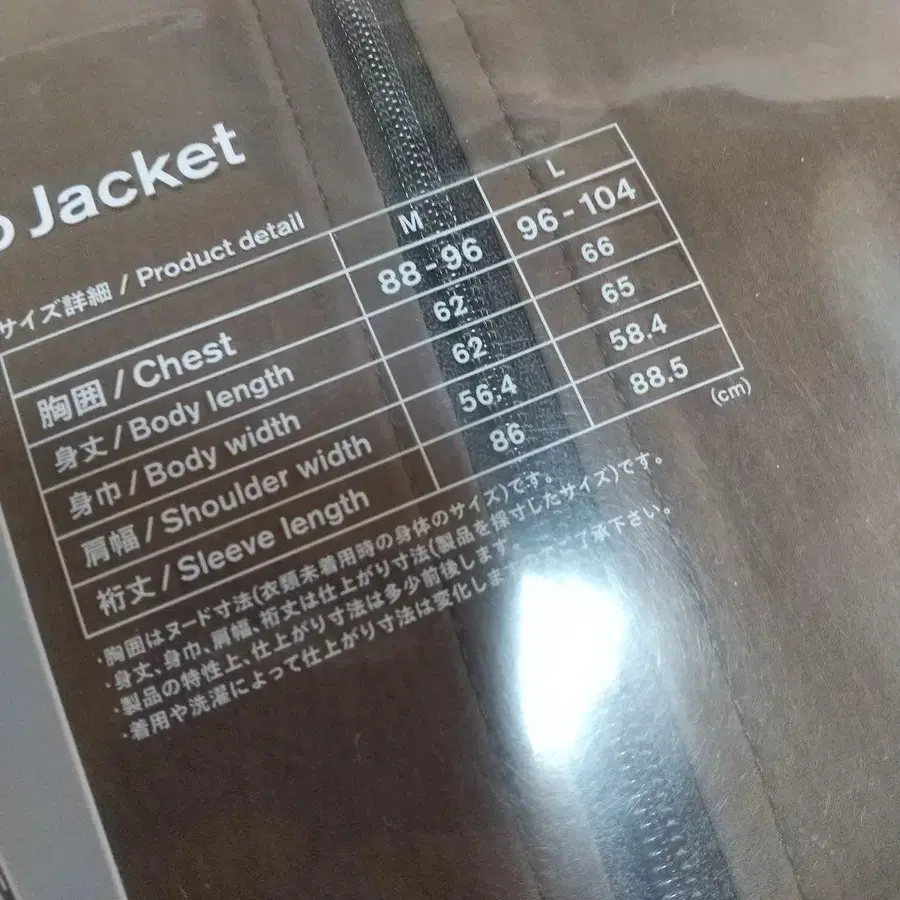 Jacket
サイズ詳細 / Product detail
M L
胸囲 / Chest 88-96 96-104
身丈 / Body length 62 66
身巾 / Body width 62 65
肩幅 / Shoulder width 56.4 58.4
裄丈 / Sleeve length 86 88.5
(cm)
・胸囲はヌード寸法(衣類未着用時の身体のサイズ)です。
・身丈、身巾、肩幅、裄丈は仕上がり寸法(製品を採寸したサイズ)です。
・製品の特性上、仕上がり寸法は多少前後します。
・着用や洗濯によって仕上がり寸法は変化しま ご了承下さい。